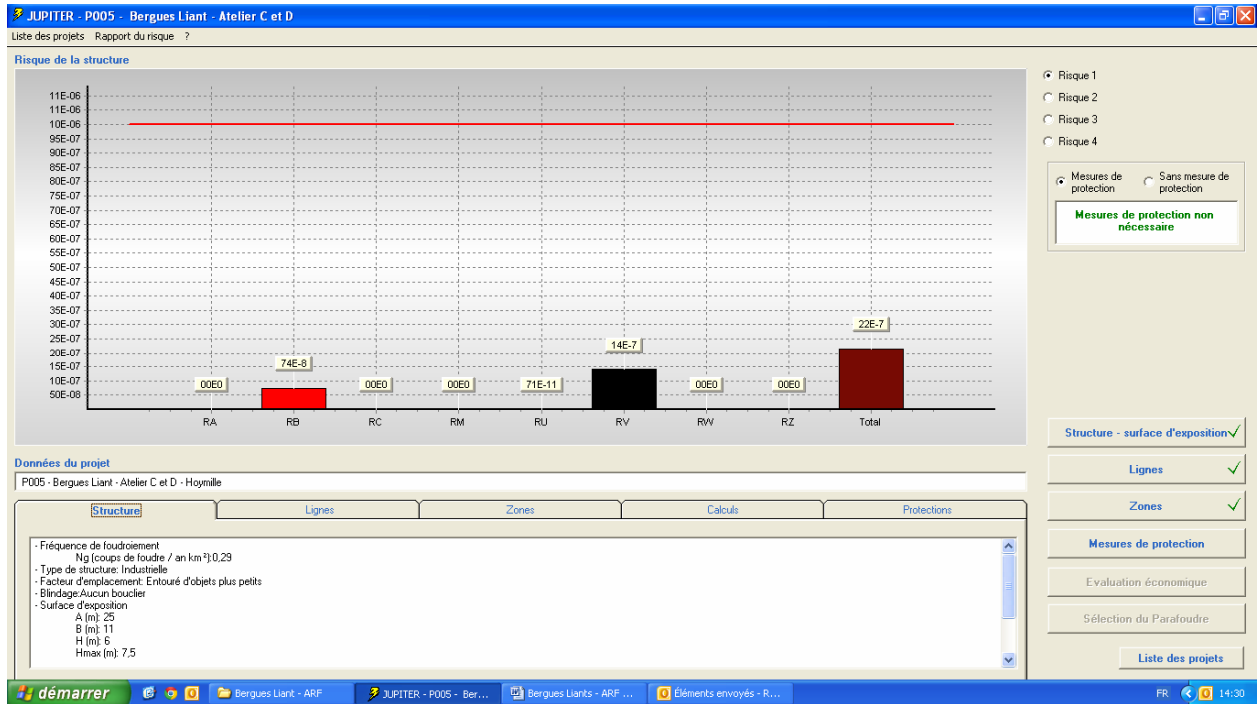 JUPITER - P005 - Bergues Liant - Atelier C et D
Liste des projets Rapport du risque ?
Risque de la structure
11E-06
11E-06
10E-06
95E-07
90E-07
85E-07
80E-07
75E-07
70E-07
65E-07
60E-07
55E-07
50E-07
45E-07
40E-07
35E-07
30E-07
25E-07
20E-07
15E-07
10E-07
50E-08
00E0
74E-8
00E0
00E0
71E-11
14E-7
00E0
00E0
22E-7
RA RB RC RM RU RV RW RZ Total
Risque 1
Risque 2
Risque 3
Risque 4
Mesures de protection
Sans mesure de protection
Mesures de protection non
nécessaire
Structure - surface d'exposition
Lignes
Zones
Mesures de protection
Evaluation économique
Sélection du Parafoudre
Liste des projets
Données du projet
P005 - Bergues Liant - Atelier C et D - Hoymille
Structure Lignes Zones Calculs Protections
- Fréquence de foudroiement
Ng (coups de foudre / an km²):0,29
- Type de structure: Industrielle
- Facteur d'emplacement: Entouré d'objets plus petits
- Blindage:Aucun bouclier
- Surface d'exposition
A (m): 25
B (m): 11
H (m): 6
Hmax (m): 7,5
démarrer Bergues Liant - ARF JUPITER - P005 - Ber... Bergues Liants - ARF ... Éléments envoyés - R... FR 14:30